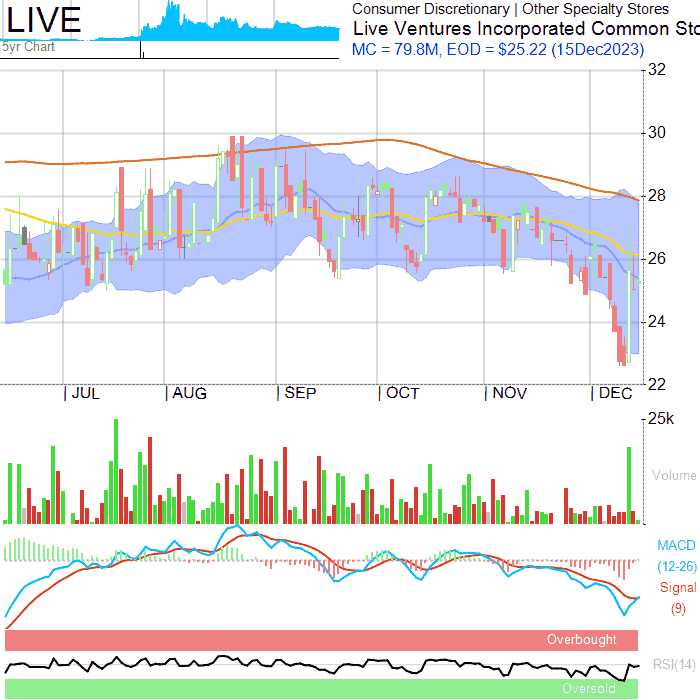 LIVE
Consumer Discretionary | Other Specialty Stores
Live Ventures Incorporated Common Sto
MC = 79.8M, EOD = $25.22 (15Dec2023)
5yr Chart
32
30
28
26
24
22
| JUL | AUG | SEP | OCT | NOV | DEC
25k
Volume
MACD
(12-26)
Signal
(9)
Overbought
RSI(14)
Oversold